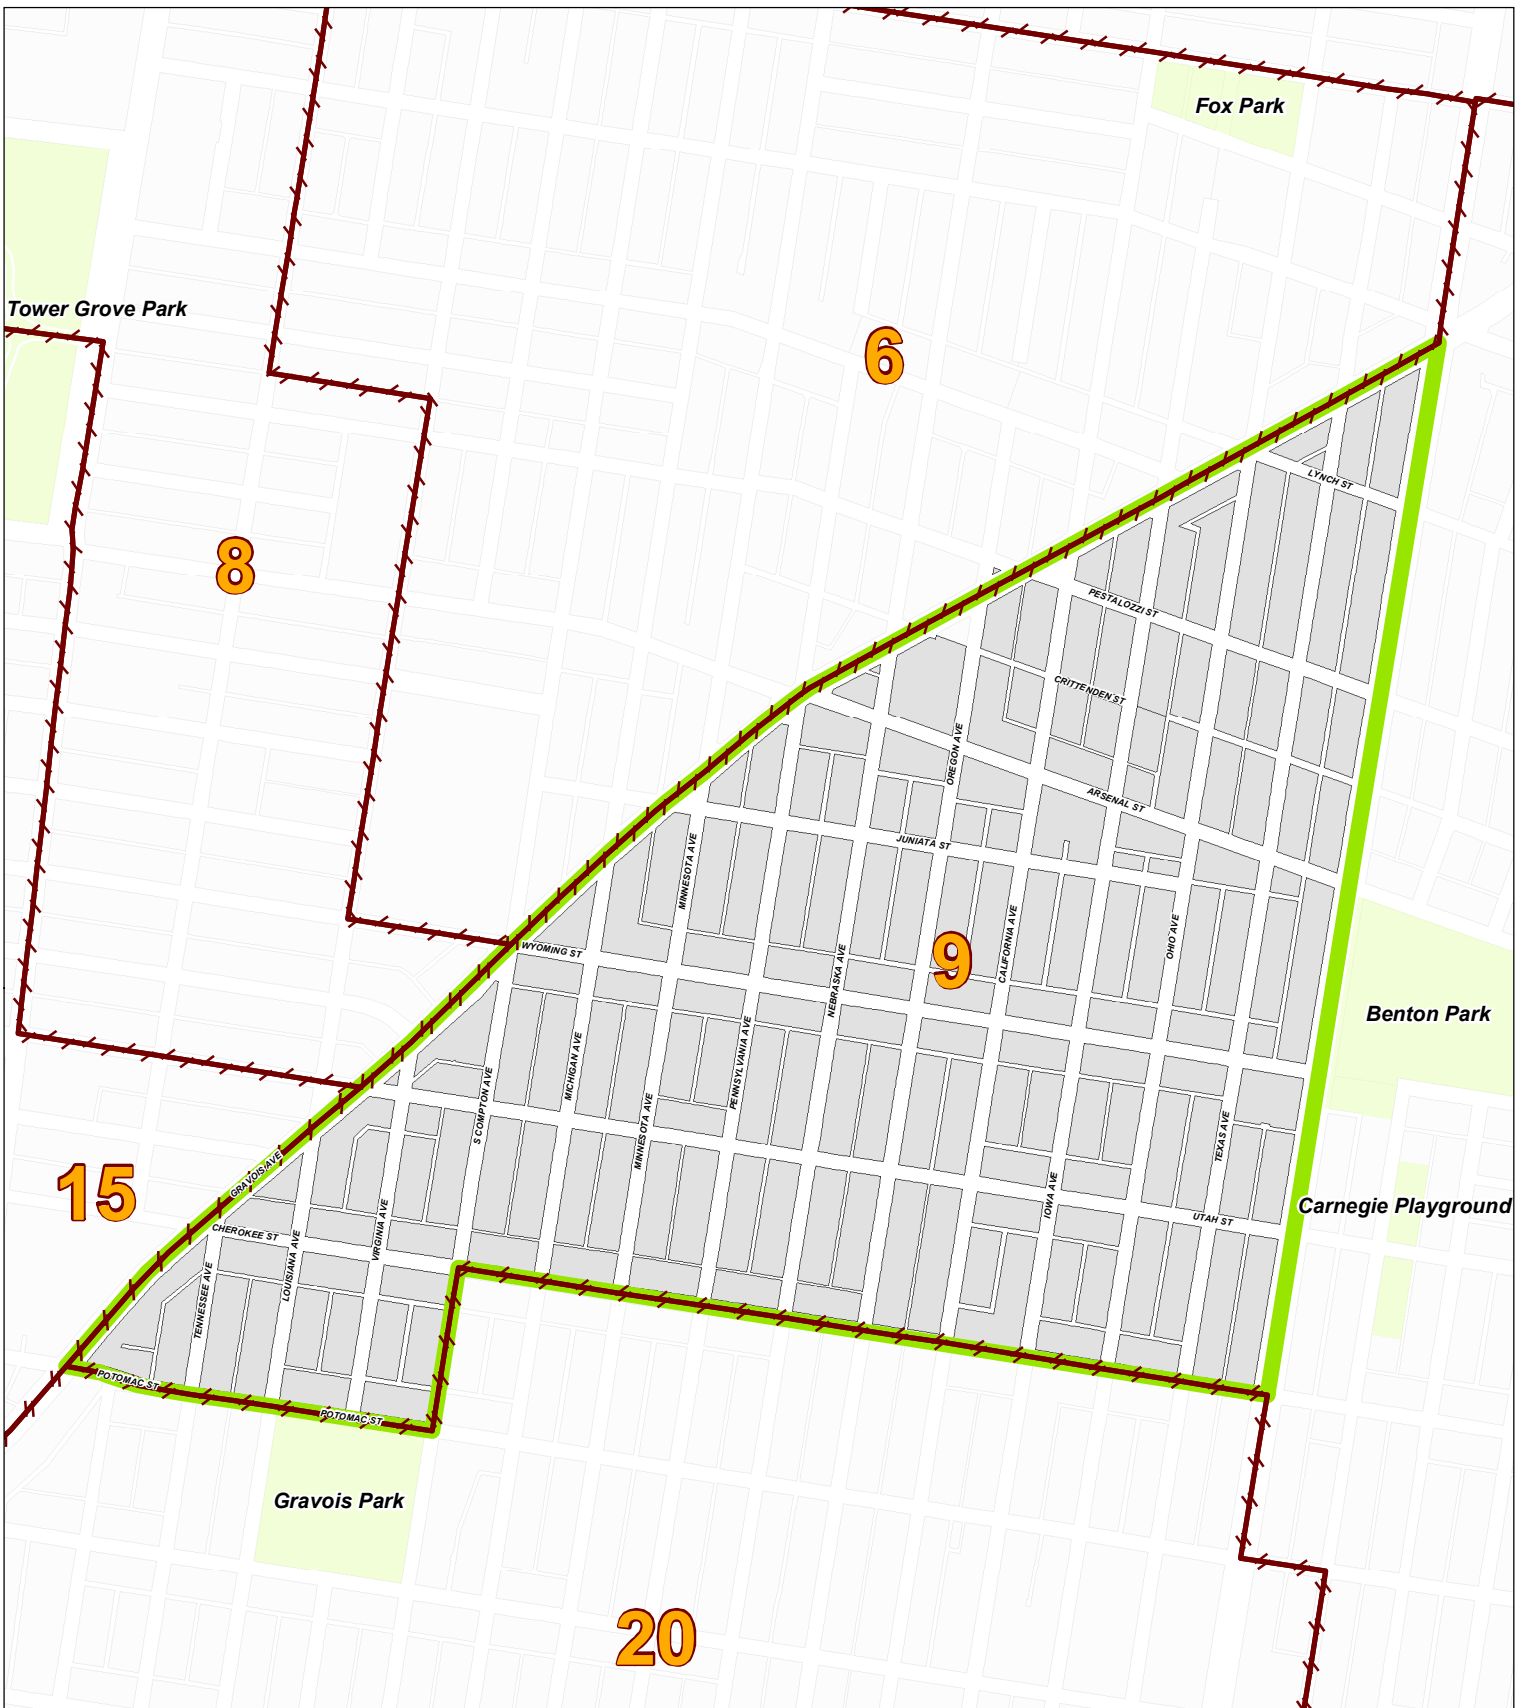 Fox Park
Tower Grove Park
6
LYNCH ST
8
PESTALOZZI ST
CRITTENDEN ST
OREGON AVE
ARSENAL ST
JUNIATA ST
MINNESOTA AVE
CALIFORNIA AVE
OHIO AVE
WYOMING ST
9
NEBRASKA AVE
Benton Park
MICHIGAN AVE
PENNSYLVANIA AVE
S COMPTON AVE
MINNESOTA AVE
TEXAS AVE
15
GRAVOIS AVE
IOWA AVE
Carnegie Playground
UTAH ST
CHEROKEE ST
VIRGINIA AVE
LOUISIANA AVE
TENNESSEE AVE
POTOMAC ST
POTOMAC ST
Gravois Park
20